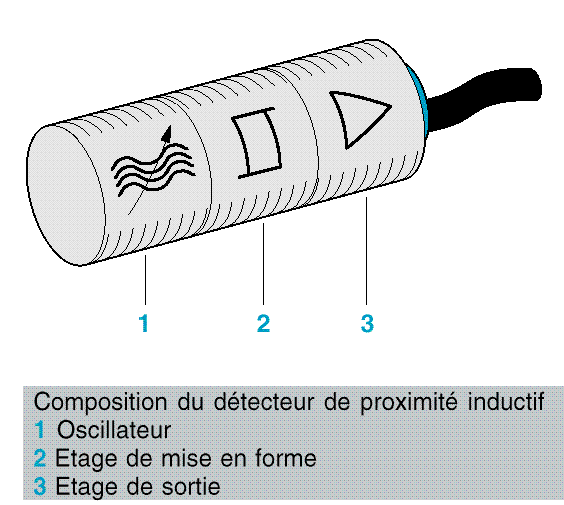 1 2 3
Composition du détecteur de proximité inductif
1 Oscillateur
2 Etage de mise en forme
3 Etage de sortie